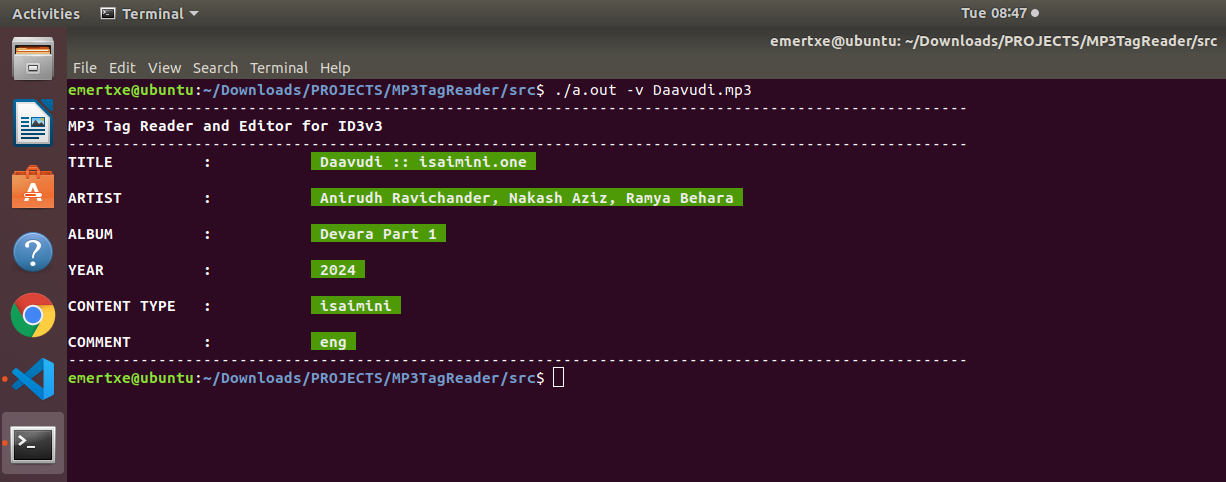 Activities Terminal Tue 08:47
emertxe@ubuntu: ~/Downloads/PROJECTS/MP3TagReader/src
File Edit View Search Terminal Help
emertxe@ubuntu:~/Downloads/PROJECTS/MP3TagReader/src$ ./a.out -v Daavudi.mp3
----------------------------------------------------------------------------------------------------
MP3 Tag Reader and Editor for ID3v3
----------------------------------------------------------------------------------------------------
TITLE : Daavudi :: isaimini.one
ARTIST : Anirudh Ravichander, Nakash Aziz, Ramya Behara
ALBUM : Devara Part 1
YEAR : 2024
CONTENT TYPE : isaimini
COMMENT : eng
----------------------------------------------------------------------------------------------------
emertxe@ubuntu:~/Downloads/PROJECTS/MP3TagReader/src$